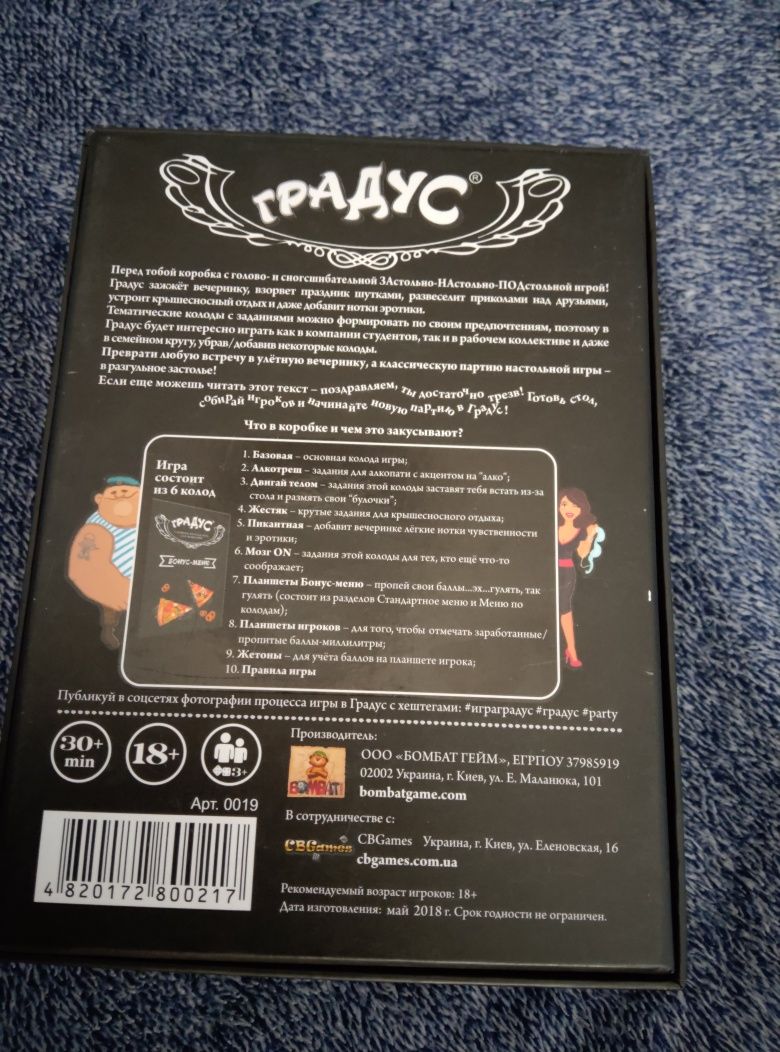 ГРАДУС®
Перед тобой коробка с голово- и сногсшибательной ЗАстольно-НАстольно-ПОДстольной игрой!
Градус зажжёт вечеринку, взорвет праздник шутками, развеселит приколами над друзьями,
устроит крышесносный отдых и даже добавит нотки эротики.
Тематические колоды с заданиями можно формировать по своим предпочтениям, поэтому в
Градус будет интересно играть как в компании студентов, так и в рабочем коллективе и даже
в семейном кругу, убрав/добавив некоторые колоды.
Преврати любую встречу в улётную вечеринку, а классическую партию настольной игры –
в разгульное застолье!
Если еще можешь читать этот текст – поздравляем, ты достаточно трезв! Готовь стол,
собирай игроков и начинайте новую партию в Градус!
Что в коробке и чем это закусывают?
Игра
состоит
из 6 колод
ГРАДУС
БОНУС-МЕНЮ
1. Базовая – основная колода игры;
2. Алкотреш – задания для алкопати с акцентом на "алко";
3. Двигай телом – задания этой колоды заставят тебя встать из-за
стола и размять свои "булочки";
4. Жестяк – крутые задания для крышесносного отдыха;
5. Пикантная – добавит вечеринке лёгкие нотки чувственности
и эротики;
6. Мозг ON – задания этой колоды для тех, кто ещё что-то
соображает;
7. Планшеты Бонус-меню – пропей свои баллы...эх...гулять, так
гулять (состоит из разделов Стандартное меню и Меню по
колодам);
8. Планшеты игроков – для того, чтобы отмечать заработанные/
пропитые баллы-миллилитры;
9. Жетоны – для учёта баллов на планшете игрока;
10. Правила игры
Публикуй в соцсетях фотографии процесса игры в Градус с хештегами: #играградус #градус #party
30+
min
18+
3+
Арт. 0019
4 820172 800217
Производитель:
BOMBAT
ООО «БОМБАТ ГЕЙМ», ЕГРПОУ 37985919
02002 Украина, г. Киев, ул. Е. Маланюка, 101
bombatgame.com
В сотрудничестве с:
CBGames
CBGames Украина, г. Киев, ул. Еленовская, 16
cbgames.com.ua
Рекомендуемый возраст игроков: 18+
Дата изготовления: май 2018 г. Срок годности не ограничен.